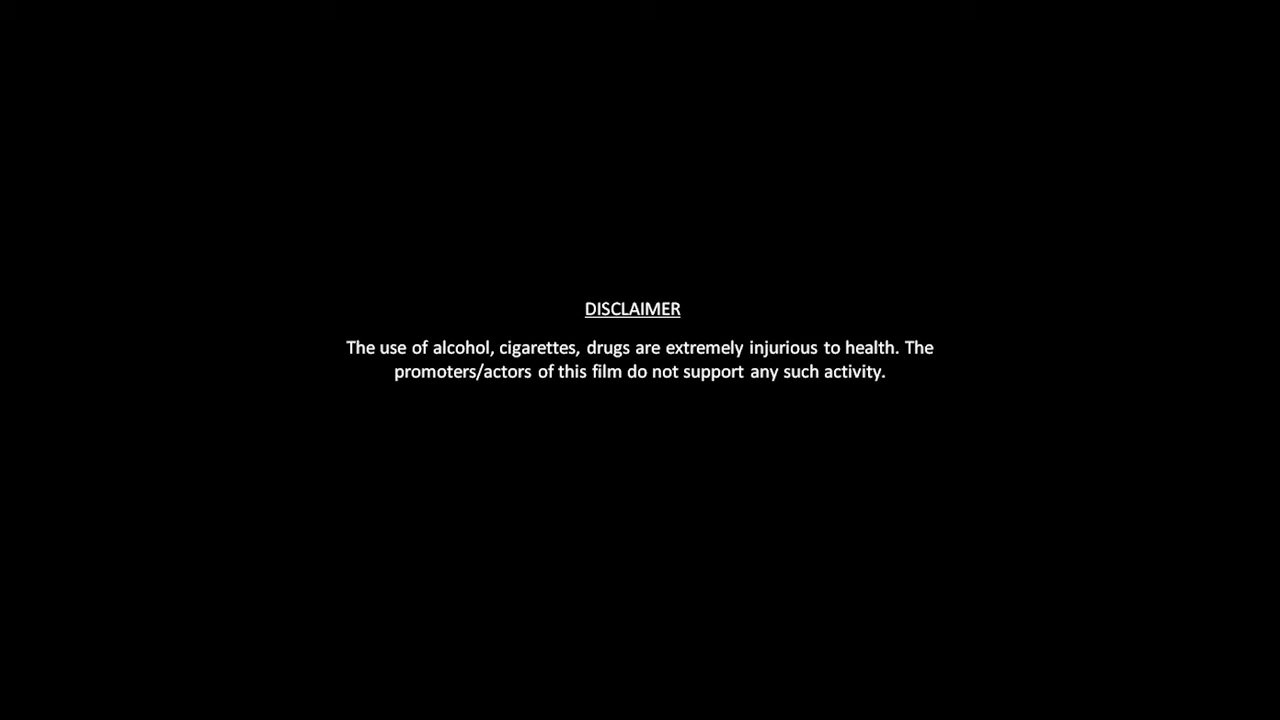 DISCLAIMER
The use of alcohol, cigarettes, drugs are extremely injurious to health. The
promoters/actors of this film do not support any such activity.